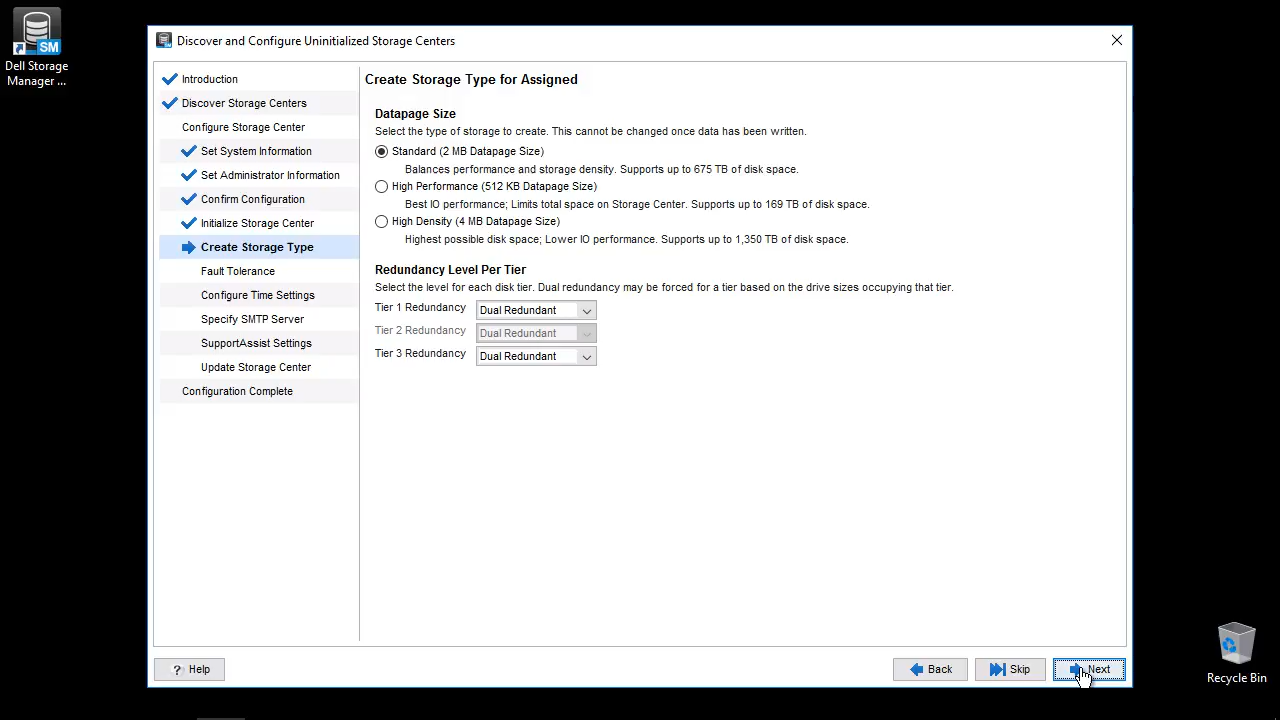 SM
Dell Storage
Manager ...
Discover and Configure Uninitialized Storage Centers
Introduction
Discover Storage Centers
Configure Storage Center
Set System Information
Set Administrator Information
Confirm Configuration
Initialize Storage Center
Create Storage Type
Fault Tolerance
Configure Time Settings
Specify SMTP Server
SupportAssist Settings
Update Storage Center
Configuration Complete
Create Storage Type for Assigned
Datapage Size
Select the type of storage to create. This cannot be changed once data has been written.
Standard (2 MB Datapage Size)
Balances performance and storage density. Supports up to 675 TB of disk space.
High Performance (512 KB Datapage Size)
Best IO performance; Limits total space on Storage Center. Supports up to 169 TB of disk space.
High Density (4 MB Datapage Size)
Highest possible disk space; Lower IO performance. Supports up to 1,350 TB of disk space.
Redundancy Level Per Tier
Select the level for each disk tier. Dual redundancy may be forced for a tier based on the drive sizes occupying that tier.
Tier 1 Redundancy Dual Redundant
Tier 2 Redundancy Dual Redundant
Tier 3 Redundancy Dual Redundant
? Help
Back
Skip
Next
Recycle Bin